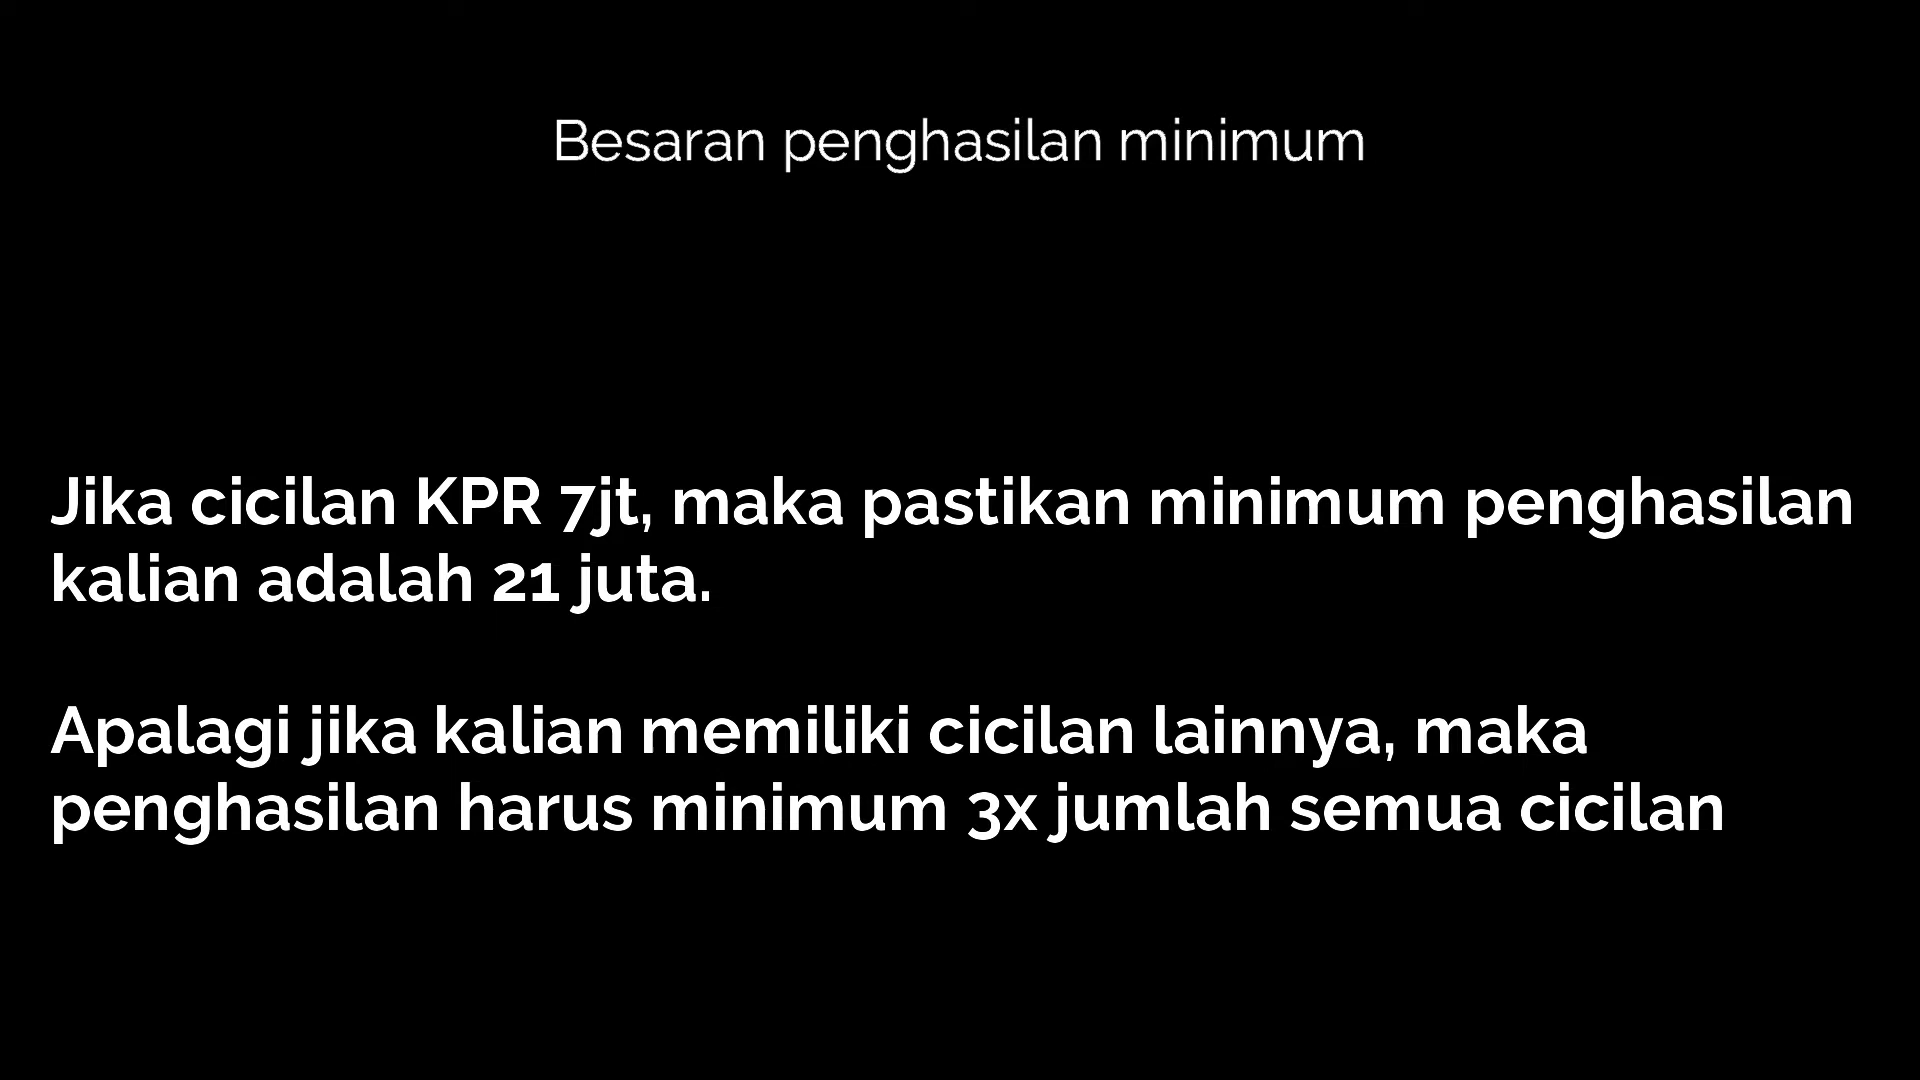 Besaran penghasilan minimum
Jika cicilan KPR 7jt, maka pastikan minimum penghasilan
kalian adalah 21 juta.
Apalagi jika kalian memiliki cicilan lainnya, maka
penghasilan harus minimum 3x jumlah semua cicilan